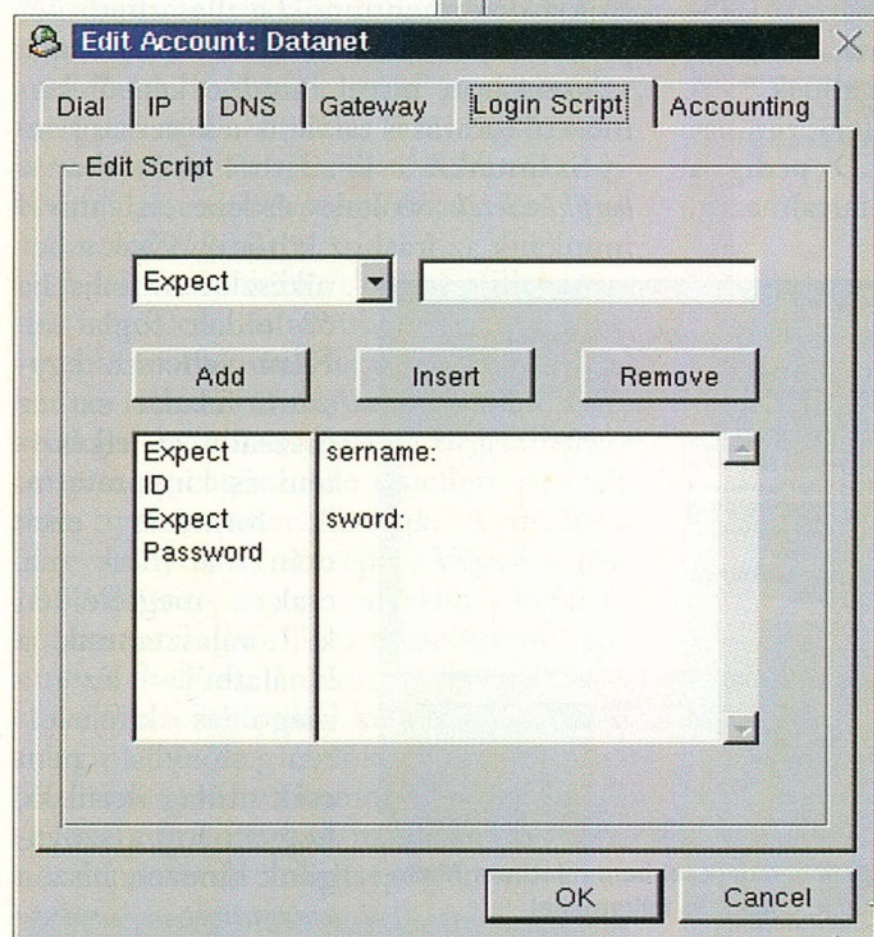 Edit Account: Datanet
Dial IP DNS Gateway Login Script Accounting
Edit Script
Expect
Add Insert Remove
Expect sername:
ID
Expect sword:
Password
OK Cancel